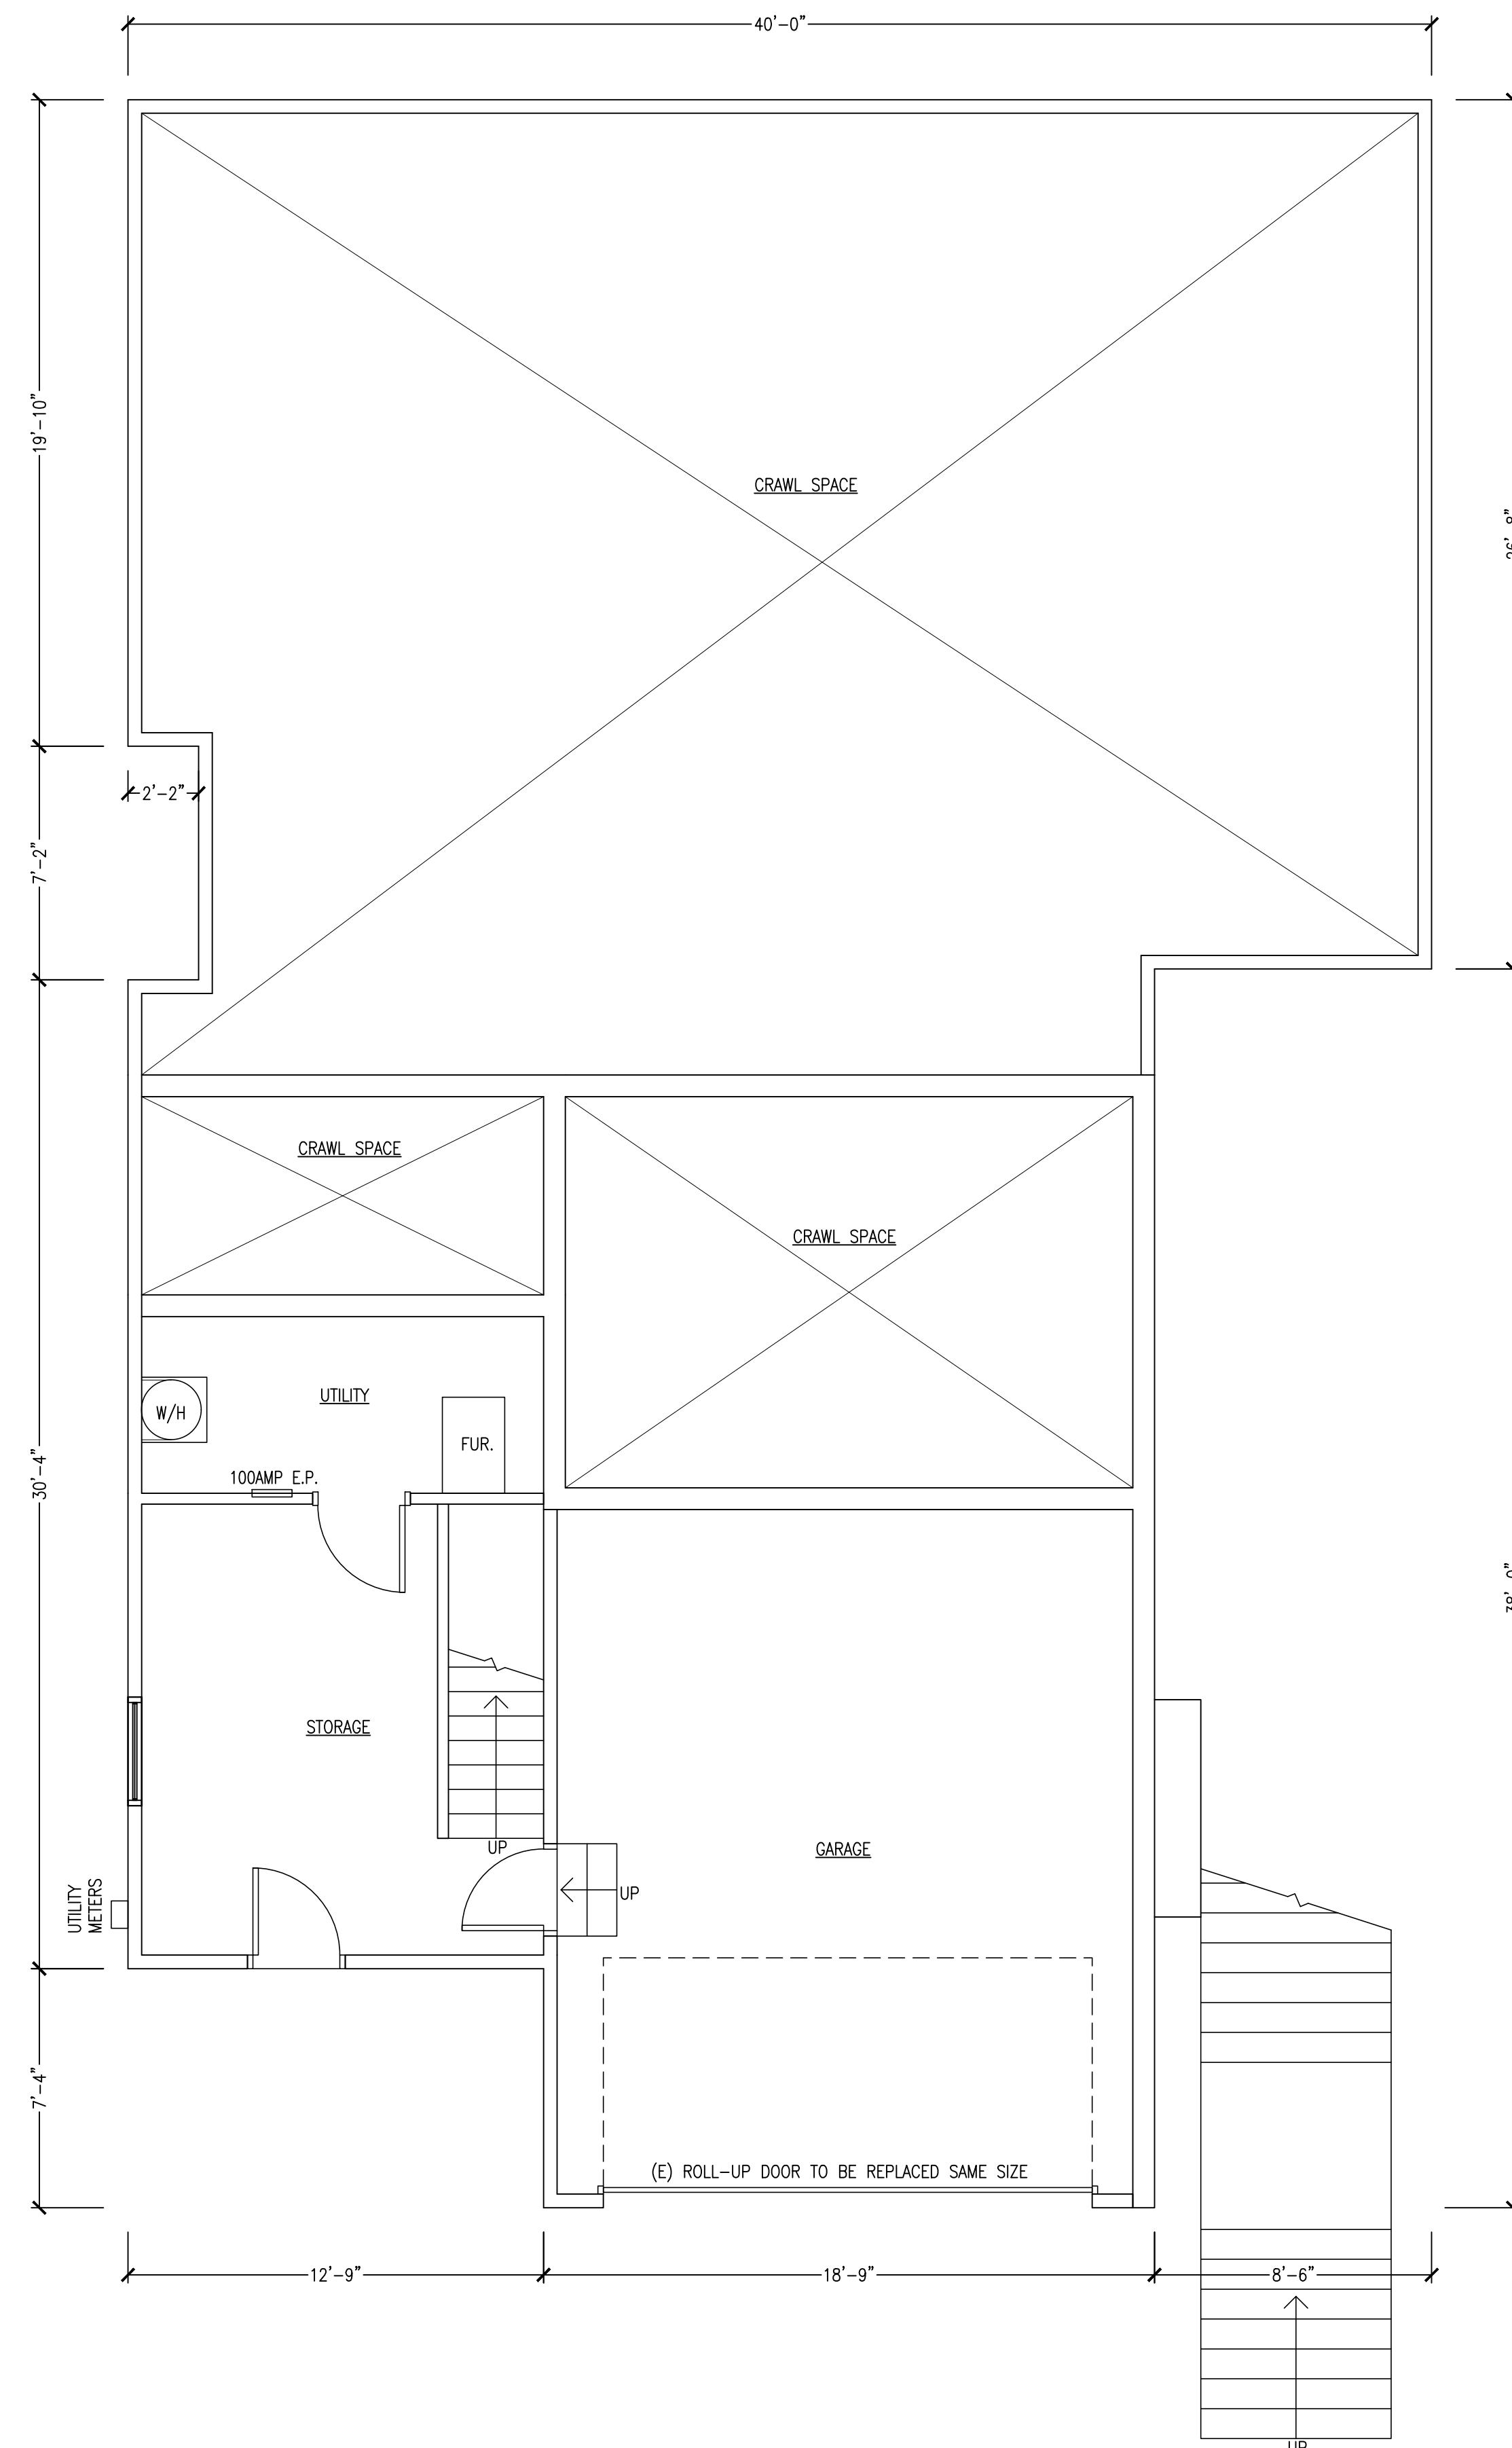 40'-0"
19'-10"
CRAWL SPACE
2'-2"
7'-2"
CRAWL SPACE
CRAWL SPACE
UTILITY
W/H
FUR.
100AMP E.P.
30'-4"
STORAGE
UP
GARAGE
UP
UTILITY
METERS
7'-4"
(E) ROLL-UP DOOR TO BE REPLACED SAME SIZE
12'-9"
18'-9"
8'-6"
UP